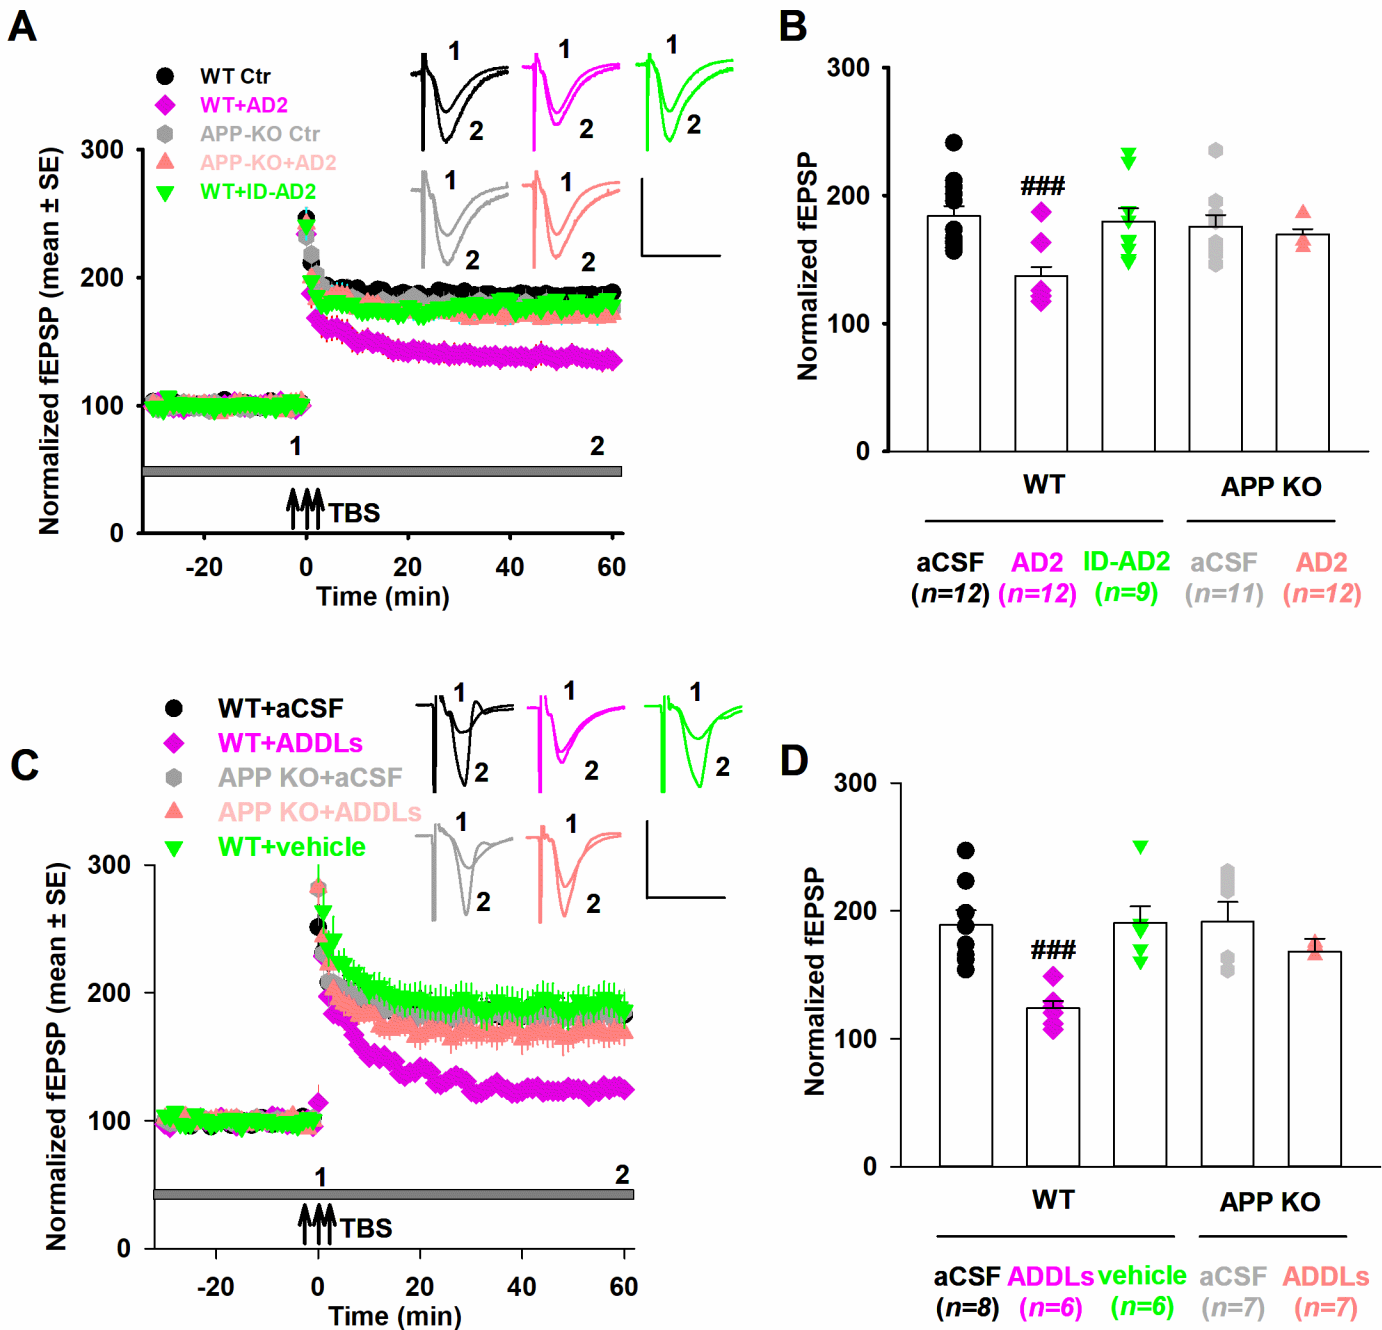 A
WT Ctr
WT+AD2
APP-KO Ctr
APP-KO+AD2
WT+ID-AD2
1
2
1
2
1
2
1
2
1
2
Normalized fEPSP (mean ± SE)
300
200
100
0
1
2
TBS
-20
0
20
40
60
Time (min)
B
Normalized fEPSP
300
200
100
0
###
WT
APP KO
aCSF AD2 ID-AD2 aCSF AD2
(n=12) (n=12) (n=9) (n=11) (n=12)
C
WT+aCSF
WT+ADDLs
APP KO+aCSF
APP KO+ADDLs
WT+vehicle
1
2
1
2
1
2
1
2
1
2
Normalized fEPSP (mean ± SE)
300
200
100
0
1
2
TBS
-20
0
20
40
60
Time (min)
D
Normalized fEPSP
300
200
100
0
###
WT
APP KO
aCSF ADDLs vehicle aCSF ADDLs
(n=8) (n=6) (n=6) (n=7) (n=7)